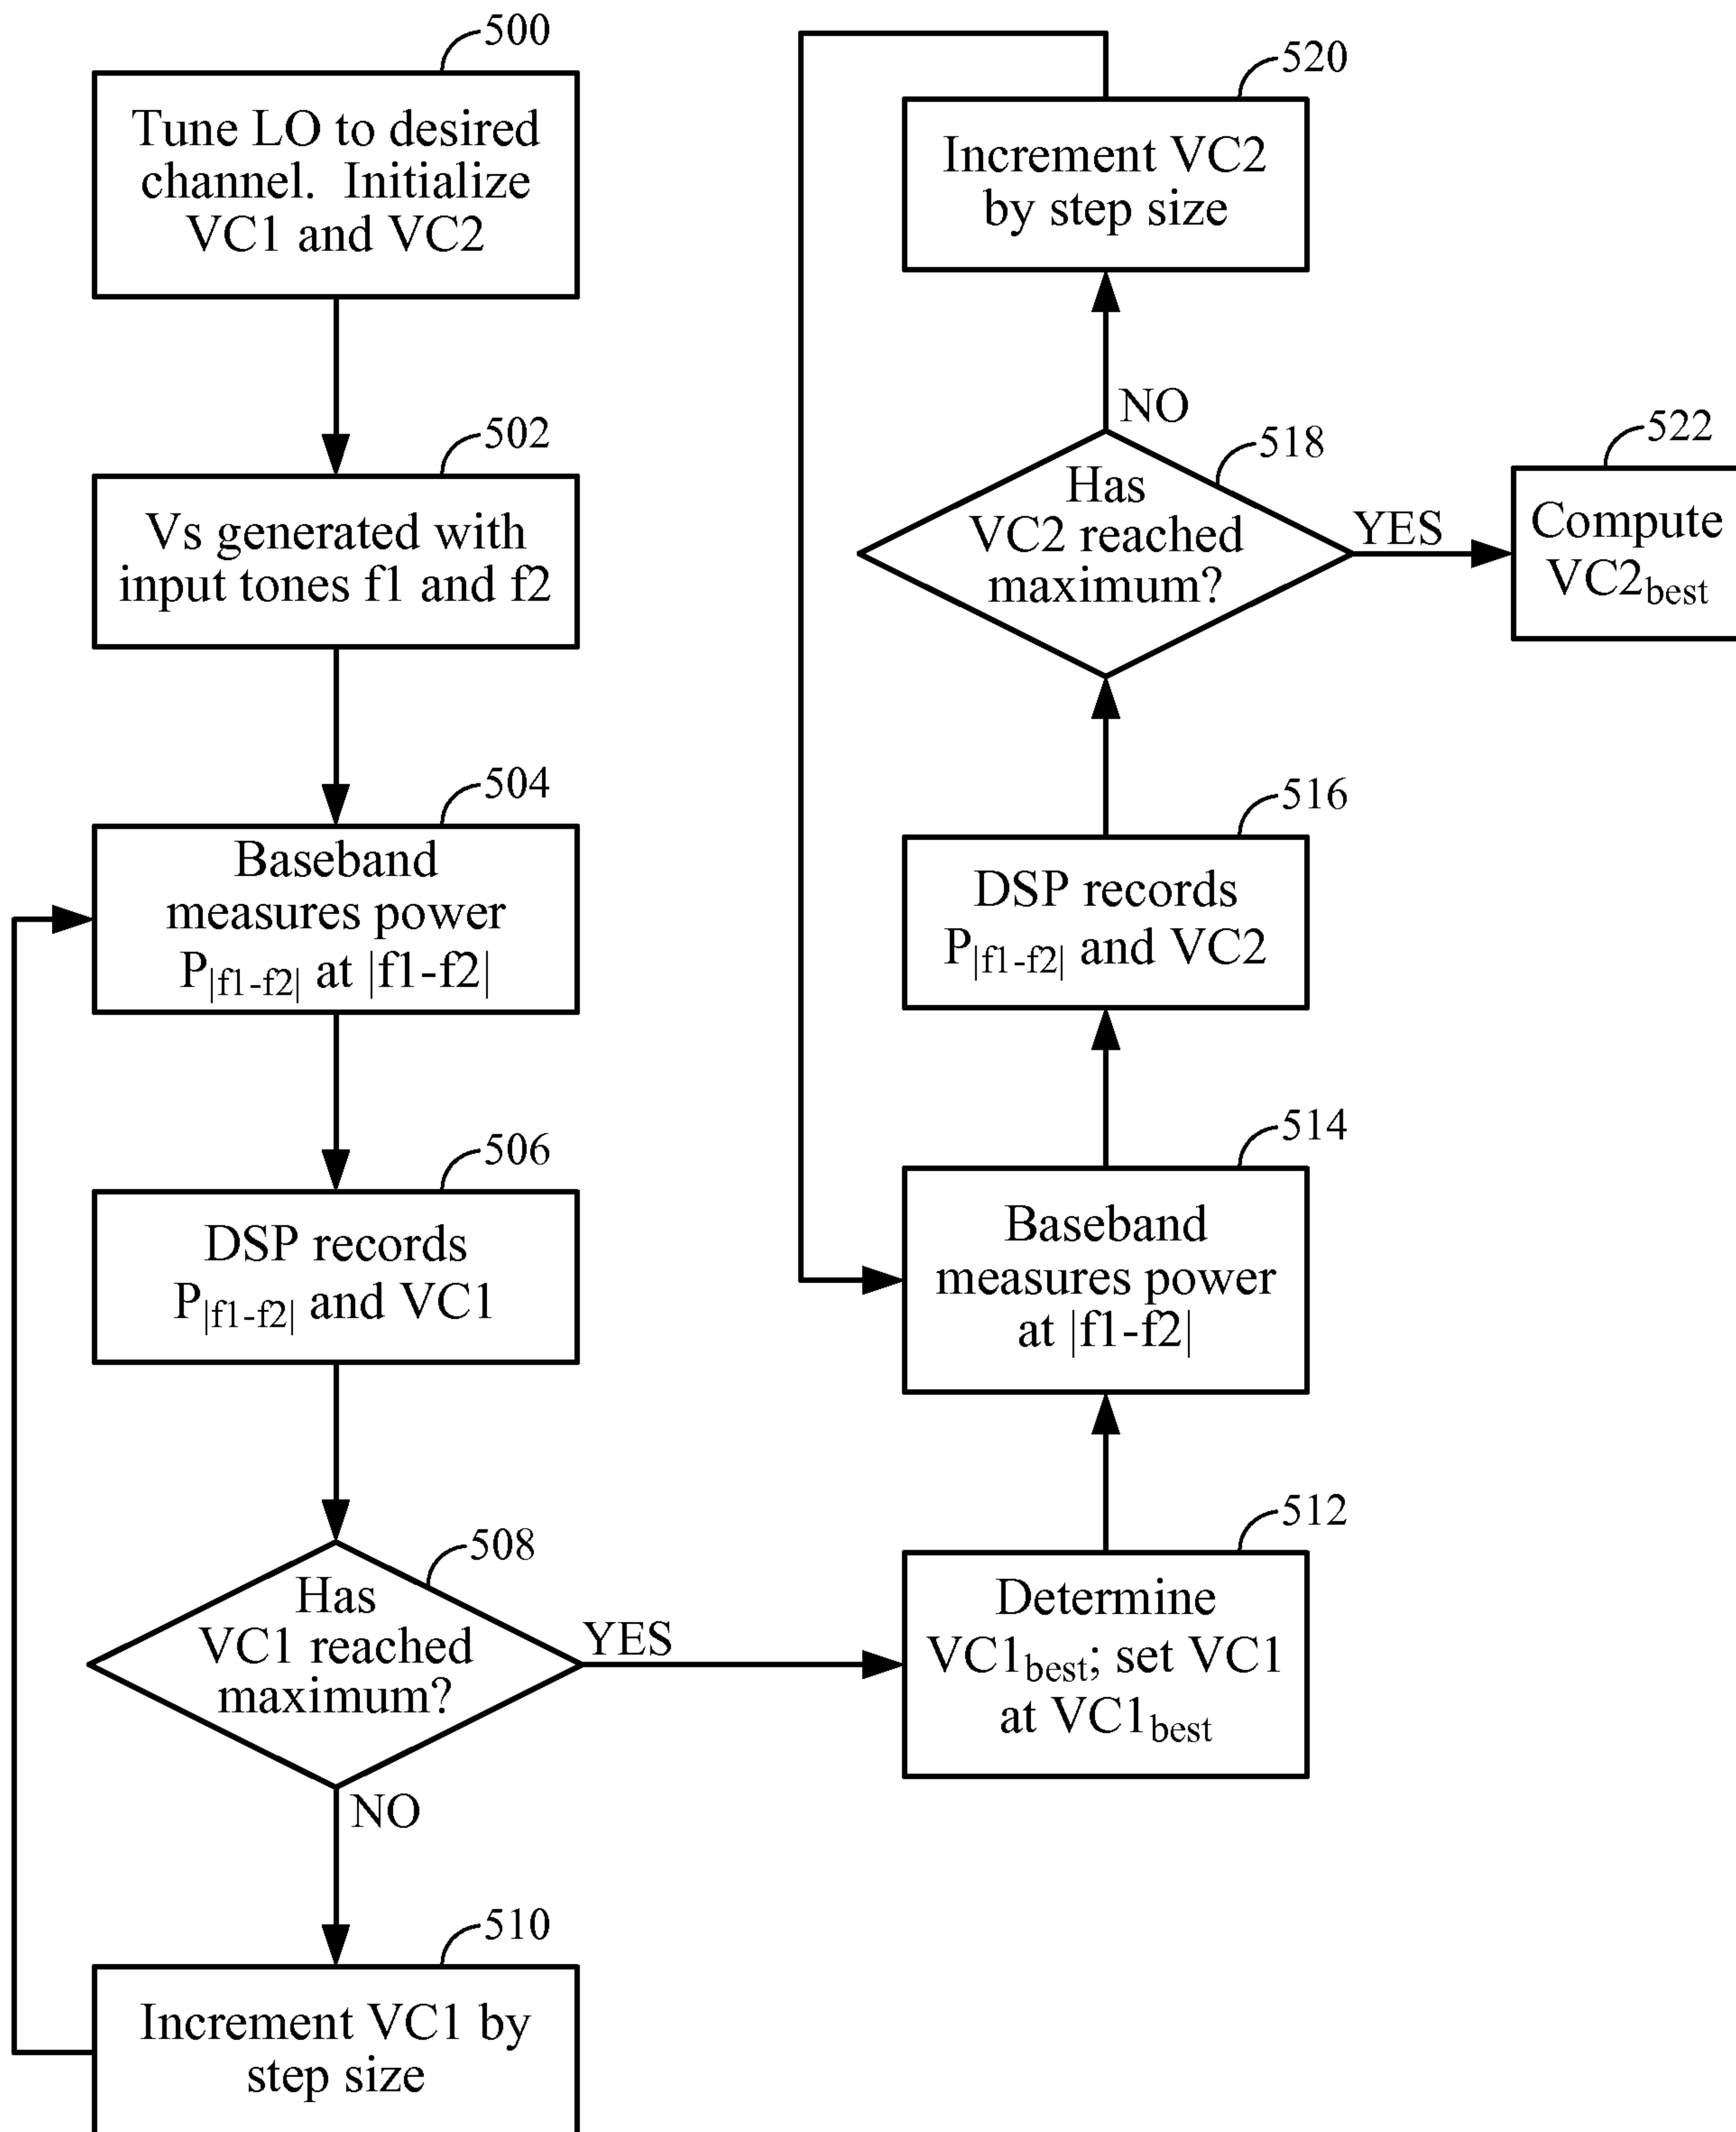 500
Tune LO to desired
channel. Initialize
VC1 and VC2
502
Vs generated with
input tones f1 and f2
504
Baseband
measures power
P|f1-f2| at |f1-f2|
506
DSP records
P|f1-f2| and VC1
508
Has
VC1 reached
maximum?
YES
NO
510
Increment VC1 by
step size
512
Determine
VC1best; set VC1
at VC1best
514
Baseband
measures power
at |f1-f2|
516
DSP records
P|f1-f2| and VC2
518
Has
VC2 reached
maximum?
NO
YES
520
Increment VC2
by step size
522
Compute
VC2best